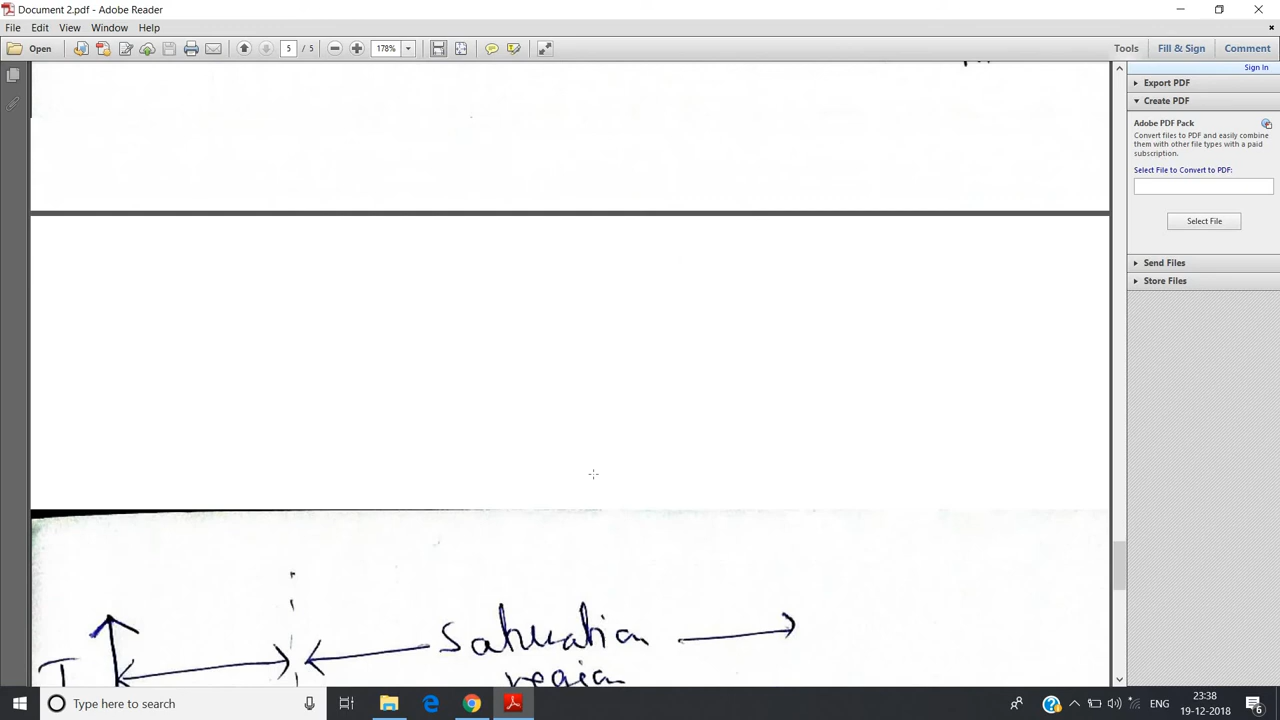 Document 2.pdf - Adobe Reader
File Edit View Window Help
Open 5 / 5 178% Tools Fill & Sign Comment
Sign In
Export PDF
Create PDF
Adobe PDF Pack
Convert files to PDF and easily combine
them with other file types with a paid
subscription.
Select File to Convert to PDF:
Select File
Send Files
Store Files
Saturation
region
I
Type here to search
ENG
23:38
19-12-2018
6